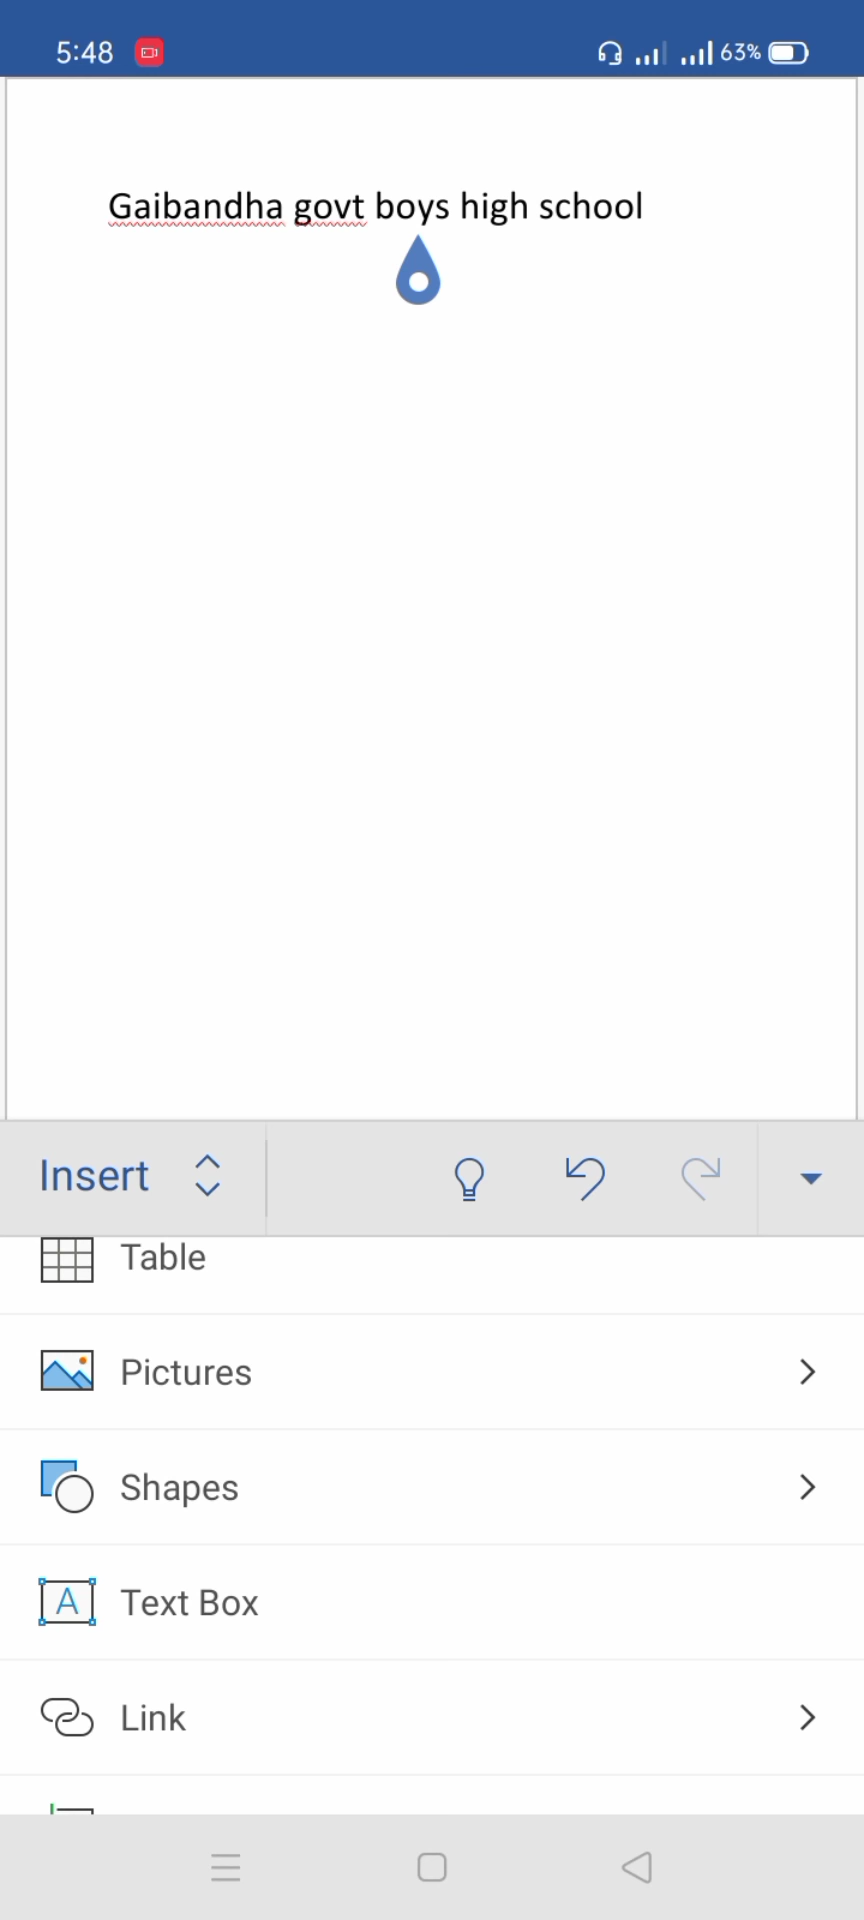 5:48 63%
Gaibandha govt boys high school
Insert
Table
Pictures
Shapes
A Text Box
Link